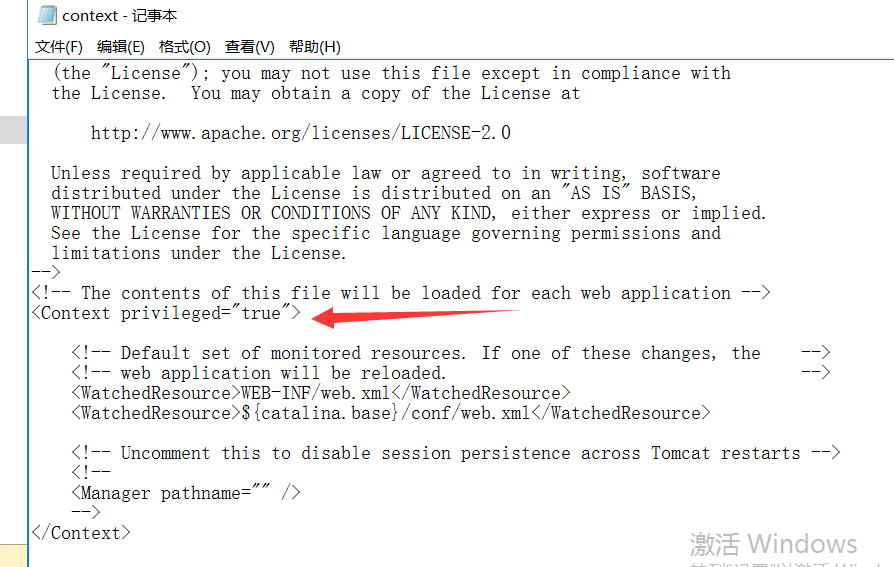 context - 记事本
文件(F) 编辑(E) 格式(O) 查看(V) 帮助(H)
(the "License"); you may not use this file except in compliance with
the License.  You may obtain a copy of the License at
http://www.apache.org/licenses/LICENSE-2.0
Unless required by applicable law or agreed to in writing, software
distributed under the License is distributed on an "AS IS" BASIS,
WITHOUT WARRANTIES OR CONDITIONS OF ANY KIND, either express or implied.
See the License for the specific language governing permissions and
limitations under the License.
-->
<!-- The contents of this file will be loaded for each web application -->
<Context privileged="true">
<!-- Default set of monitored resources. If one of these changes, the    -->
<!-- web application will be reloaded.                                   -->
<WatchedResource>WEB-INF/web.xml</WatchedResource>
<WatchedResource>${catalina.base}/conf/web.xml</WatchedResource>
<!-- Uncomment this to disable session persistence across Tomcat restarts -->
<!--
<Manager pathname="" />
-->
</Context>
激活 Windows